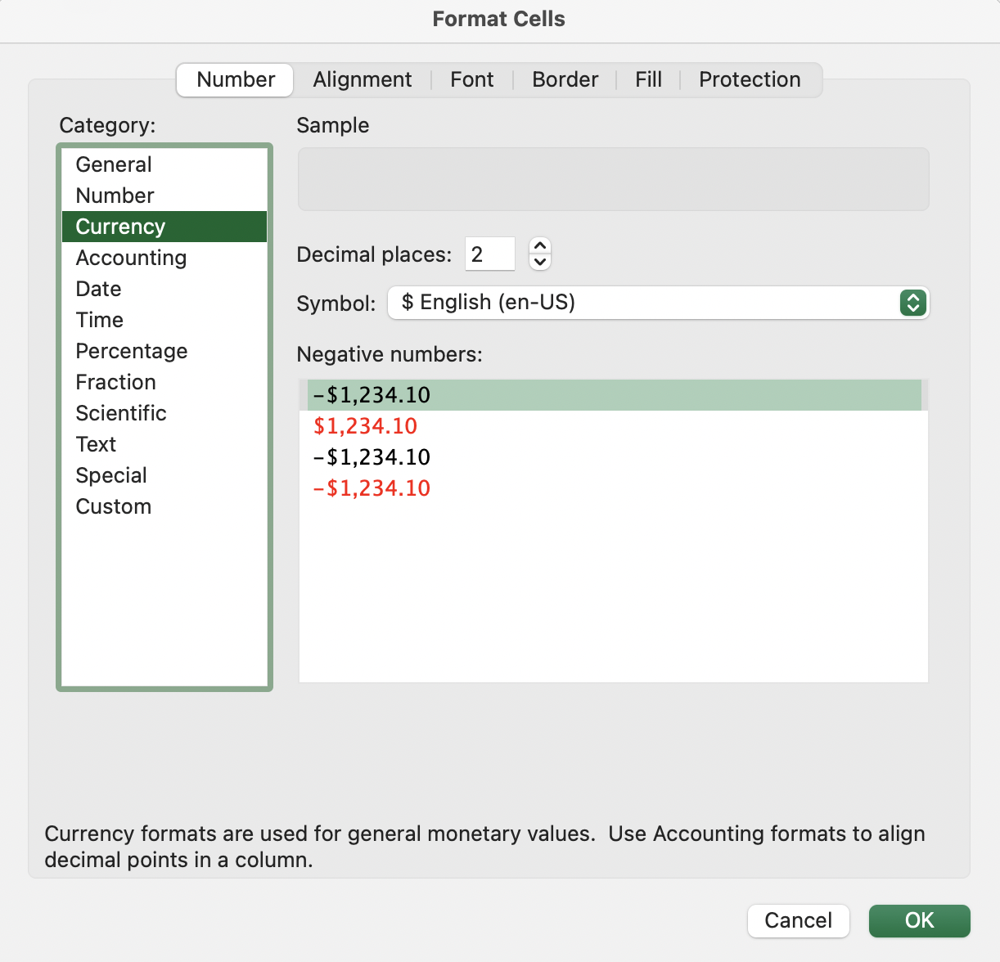 Format Cells
Number Alignment Font Border Fill Protection
Category:
General
Number
Currency
Accounting
Date
Time
Percentage
Fraction
Scientific
Text
Special
Custom
Sample
Decimal places: 2
Symbol: $ English (en-US)
Negative numbers:
-$1,234.10
$1,234.10
-$1,234.10
-$1,234.10
Currency formats are used for general monetary values.  Use Accounting formats to align
decimal points in a column.
Cancel OK